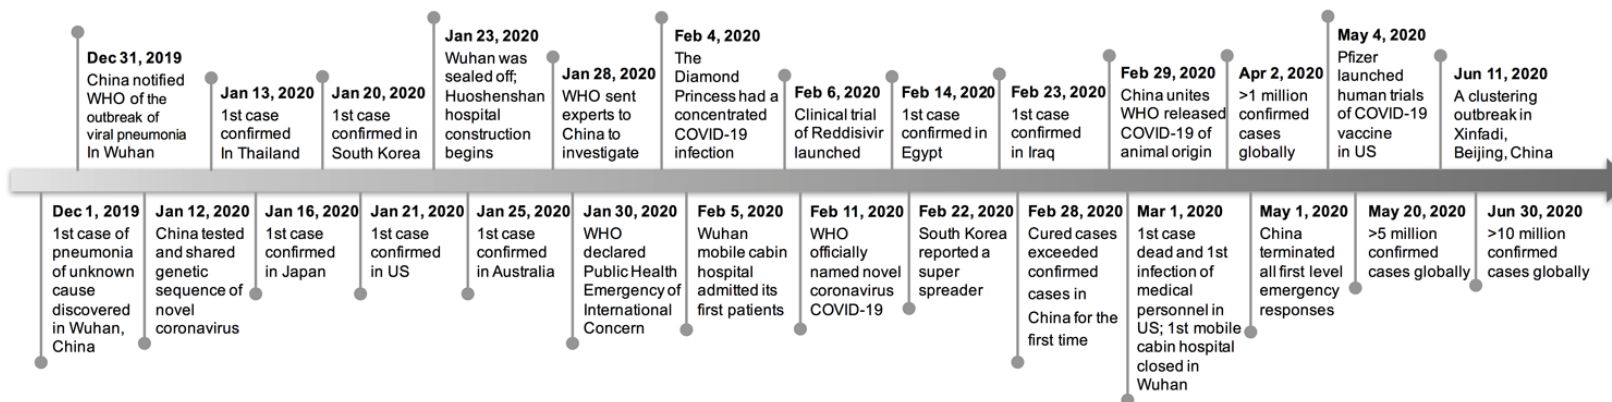 Dec 31, 2019
China notified
WHO of the
outbreak of
viral pneumonia
In Wuhan
Jan 13, 2020
1st case
confirmed
In Thailand
Jan 20, 2020
1st case
confirmed in
South Korea
Jan 23, 2020
Wuhan was
sealed off;
Huoshenshan
hospital
construction
begins
Jan 28, 2020
WHO sent
experts to
China to
investigate
Feb 4, 2020
The
Diamond
Princess had a
concentrated
COVID-19
infection
Feb 6, 2020
Clinical trial
of Reddisivir
launched
Feb 14, 2020
1st case
confirmed in
Egypt
Feb 23, 2020
1st case
confirmed
in Iraq
Feb 29, 2020
China unites
WHO released
COVID-19 of
animal origin
Apr 2, 2020
>1 million
confirmed
cases
globally
May 4, 2020
Pfizer
launched
human trials
of COVID-19
vaccine
in US
Jun 11, 2020
A clustering
outbreak in
Xinfadi,
Beijing, China
Dec 1, 2019
1st case of
pneumonia
of unknown
cause
discovered
in Wuhan,
China
Jan 12, 2020
China tested
and shared
genetic
sequence of
novel
coronavirus
Jan 16, 2020
1st case
confirmed
in Japan
Jan 21, 2020
1st case
confirmed
in US
Jan 25, 2020
1st case
confirmed
in Australia
Jan 30, 2020
WHO
declared
Public Health
Emergency of
International
Concern
Feb 5, 2020
Wuhan
mobile cabin
hospital
admitted its
first patients
Feb 11, 2020
WHO
officially
named novel
coronavirus
COVID-19
Feb 22, 2020
South Korea
reported a
super
spreader
Feb 28, 2020
Cured cases
exceeded
confirmed
cases in
China for the
first time
Mar 1, 2020
1st case
dead and 1st
infection of
medical
personnel in
US; 1st mobile
cabin hospital
closed in
Wuhan
May 1, 2020
China
terminated
all first level
emergency
responses
May 20, 2020
>5 million
confirmed
cases globally
Jun 30, 2020
>10 million
confirmed
cases globally